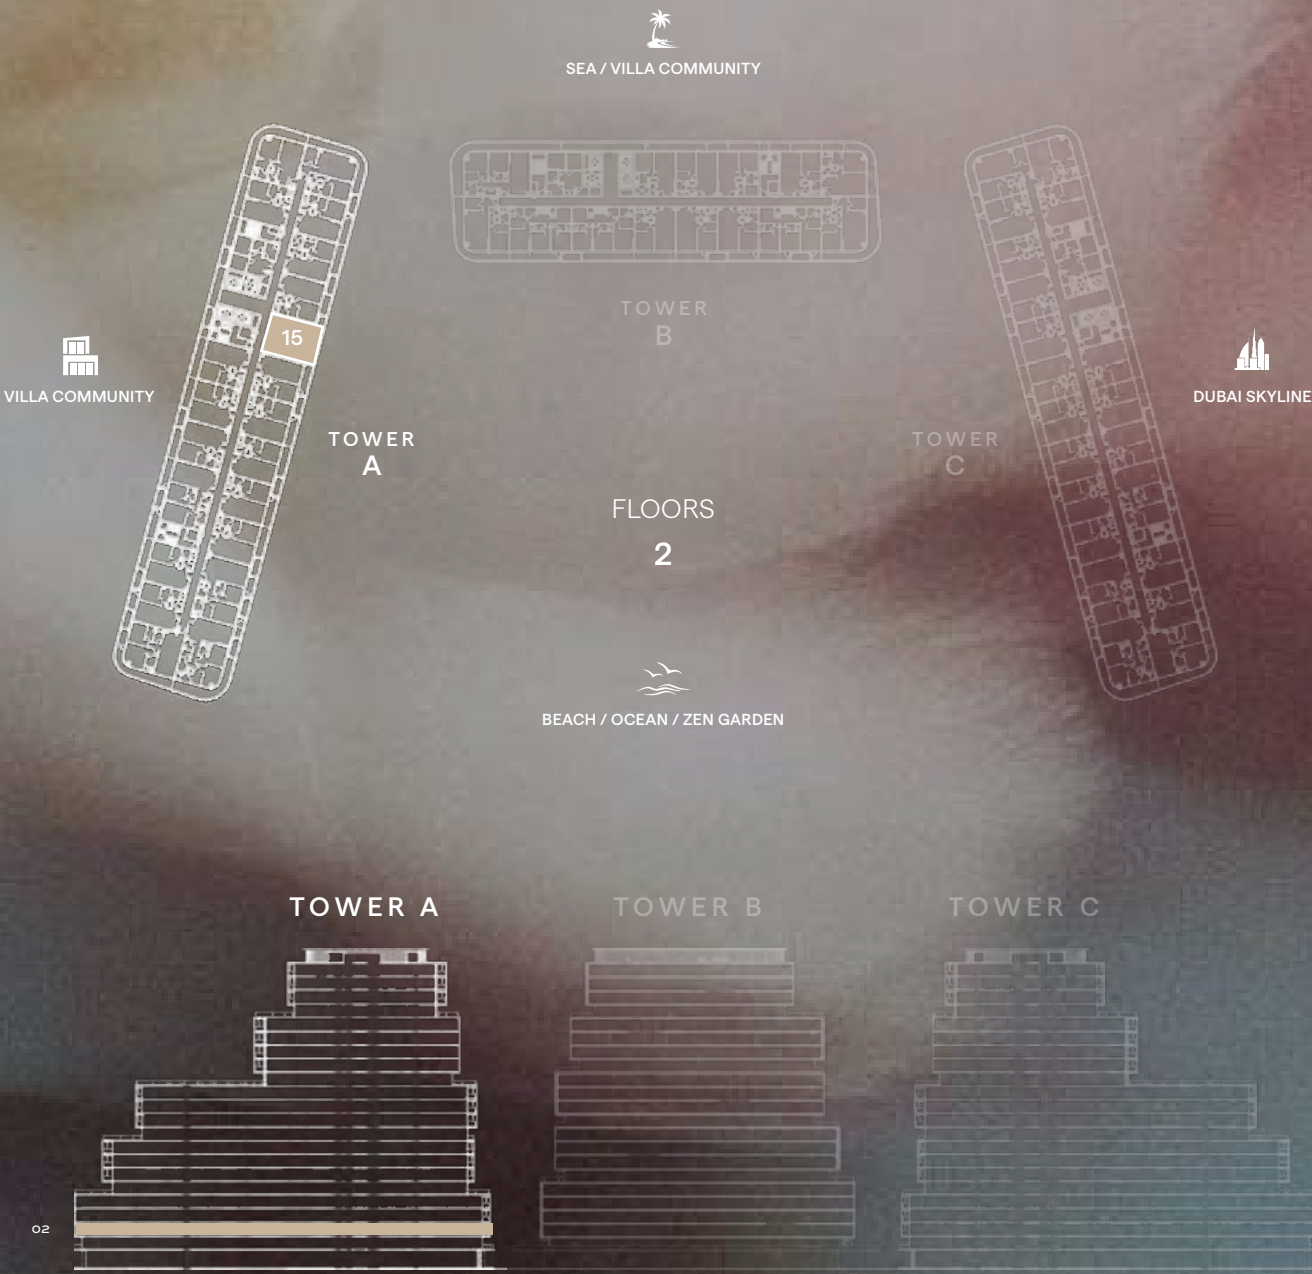 SEA / VILLA COMMUNITY
TOWER
B
15
VILLA COMMUNITY
DUBAI SKYLINE
TOWER
A
TOWER
C
FLOORS
2
BEACH / OCEAN / ZEN GARDEN
TOWER A
TOWER B
TOWER C
02